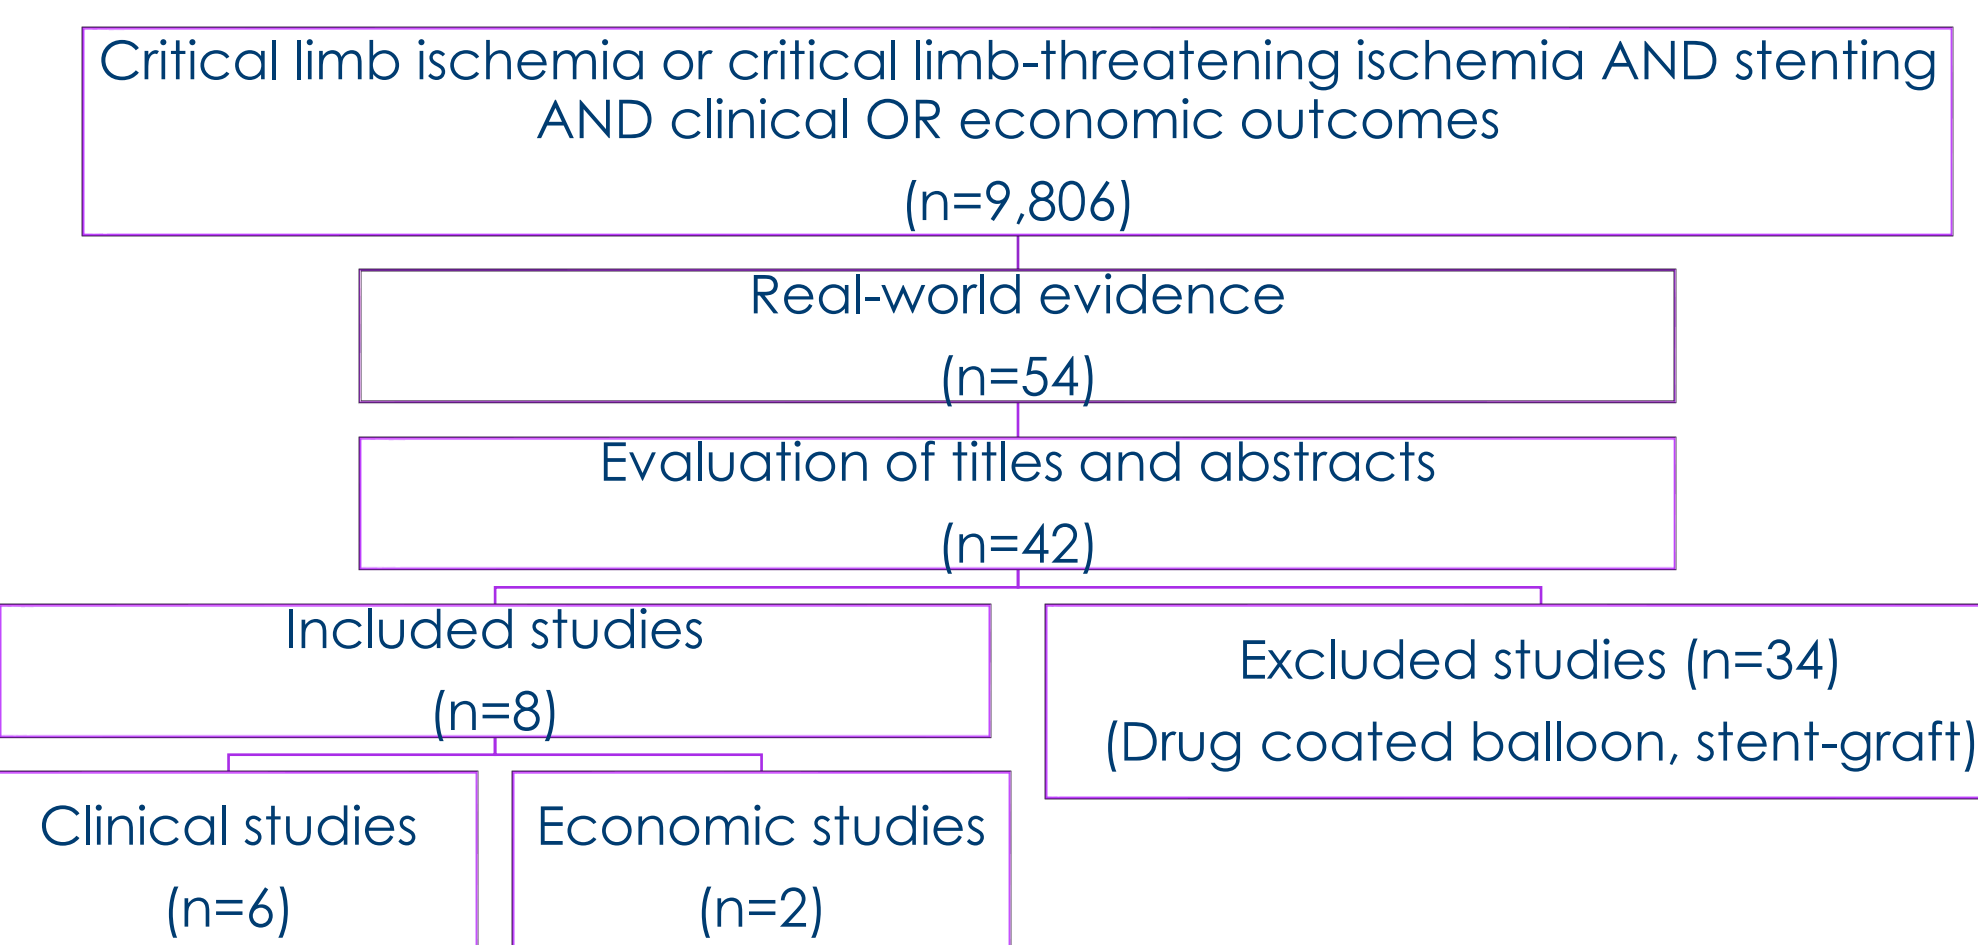 Critical limb ischemia or critical limb-threatening ischemia AND stenting
AND clinical OR economic outcomes
(n=9,806)
Real-world evidence
(n=54)
Evaluation of titles and abstracts
(n=42)
Included studies
(n=8)
Excluded studies (n=34)
(Drug coated balloon, stent-graft)
Clinical studies
(n=6)
Economic studies
(n=2)